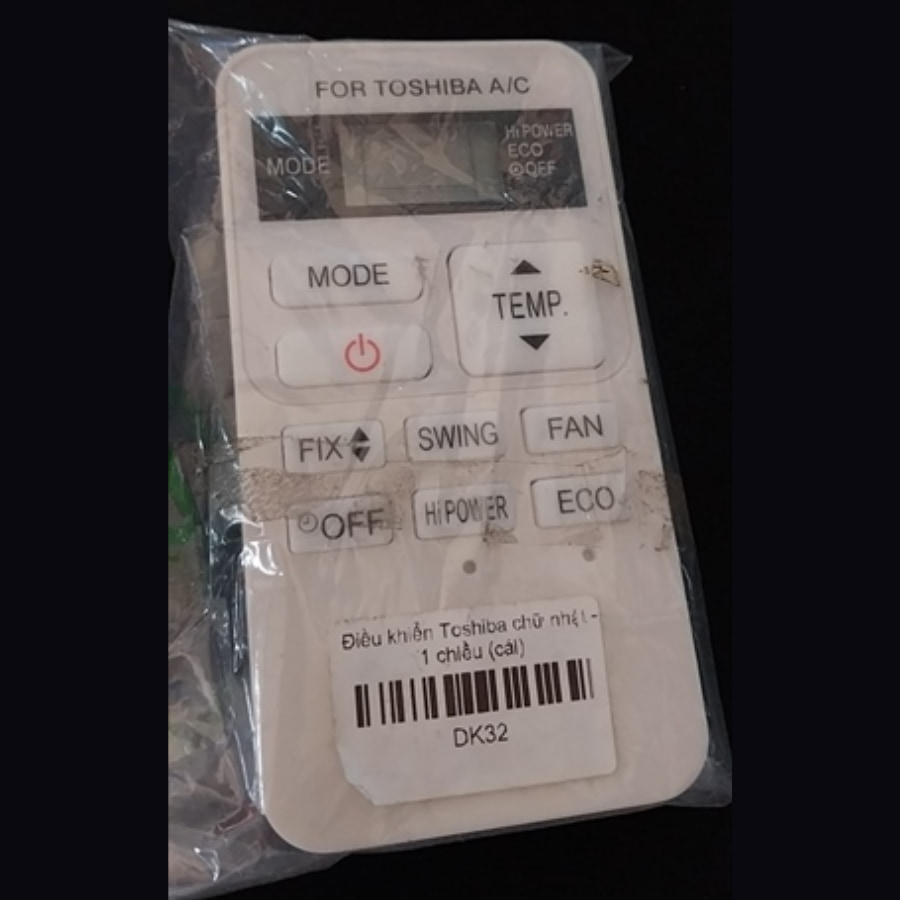 FOR TOSHIBA A/C
Hi POWER
ECO
MODE
OFF
MODE
TEMP.
FIX
SWING
FAN
OFF
Hi POWER
ECO
Điều khiển Toshiba chữ nhật -
1 chiều (cái)
DK32